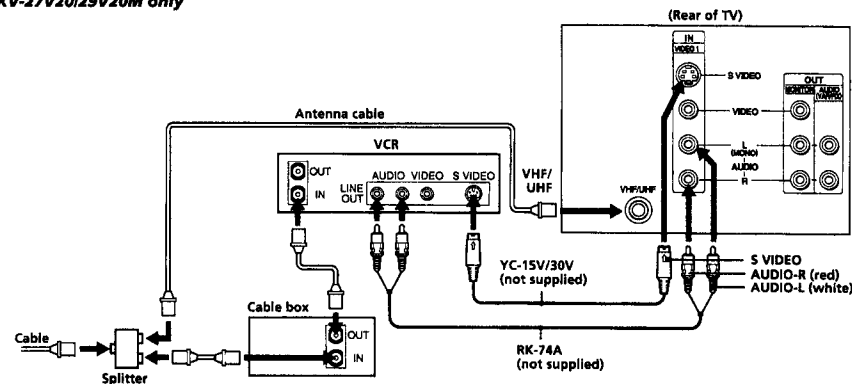 KV-27V20/29V20M only
(Rear of TV)
IN
VIDEO 1
S VIDEO
OUT
MONITOR
AUDIO
(VAR/FIX)
VIDEO
L
(MONO)
AUDIO
R
VHF/UHF
Antenna cable
VCR
OUT
IN
LINE
OUT
AUDIO VIDEO S VIDEO
VHF/
UHF
YC-15V/30V
(not supplied)
S VIDEO
AUDIO-R (red)
AUDIO-L (white)
RK-74A
(not supplied)
Cable box
OUT
IN
Cable
Splitter